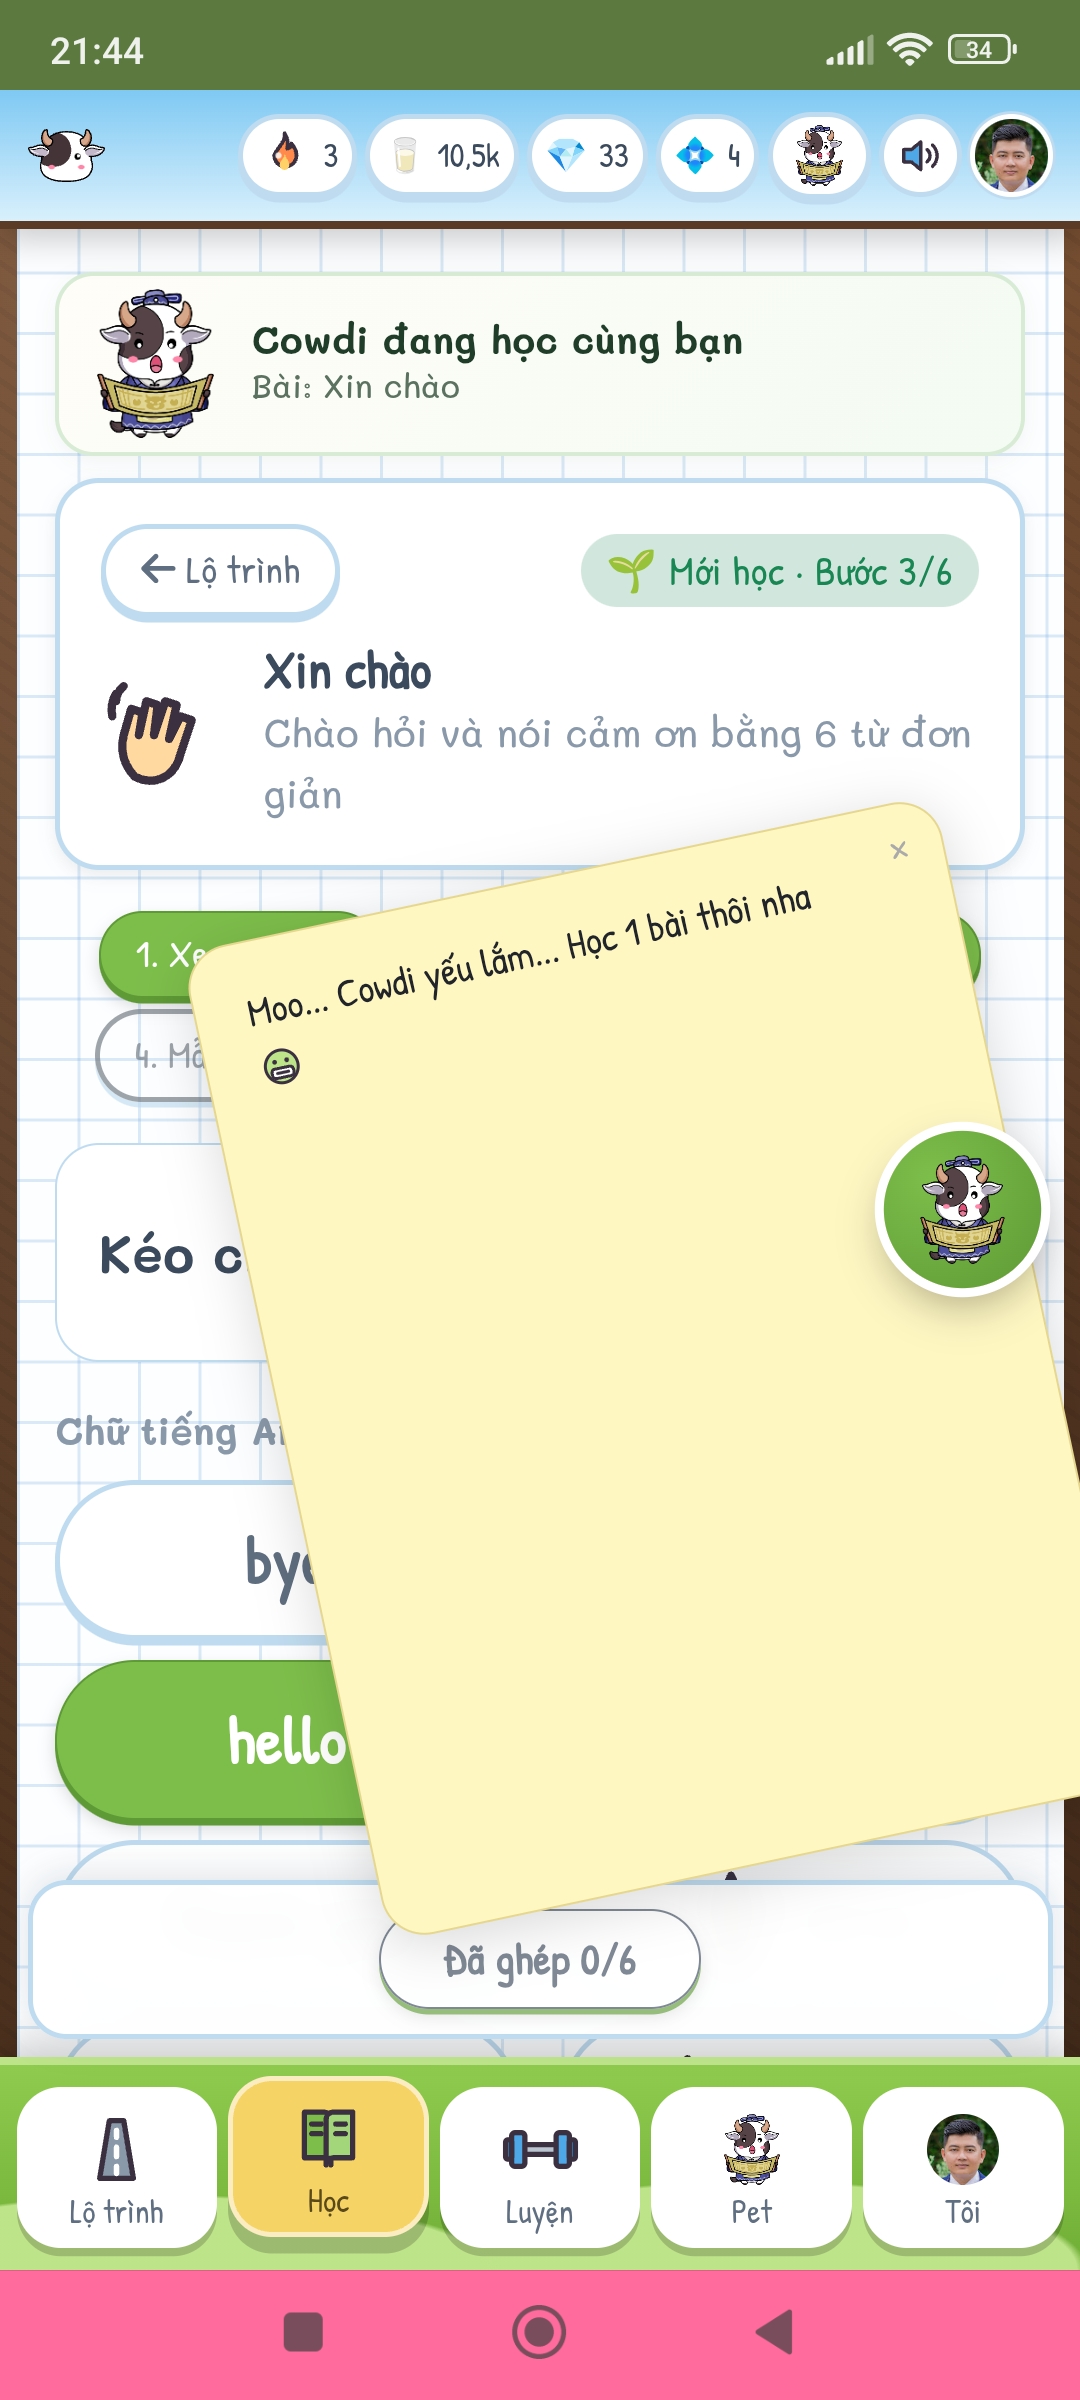 21:44
34
3
10,5k
33
4
Cowdi đang học cùng bạn
Bài: Xin chào
← Lộ trình
Mới học · Bước 3/6
Xin chào
Chào hỏi và nói cảm ơn bằng 6 từ đơn
giản
×
Moo... Cowdi yếu lắm... Học 1 bài thôi nha
1.
4.
Kéo
Chữ tiếng
hello
Đã ghép 0/6
Lộ trình
Học
Luyện
Pet
Tôi